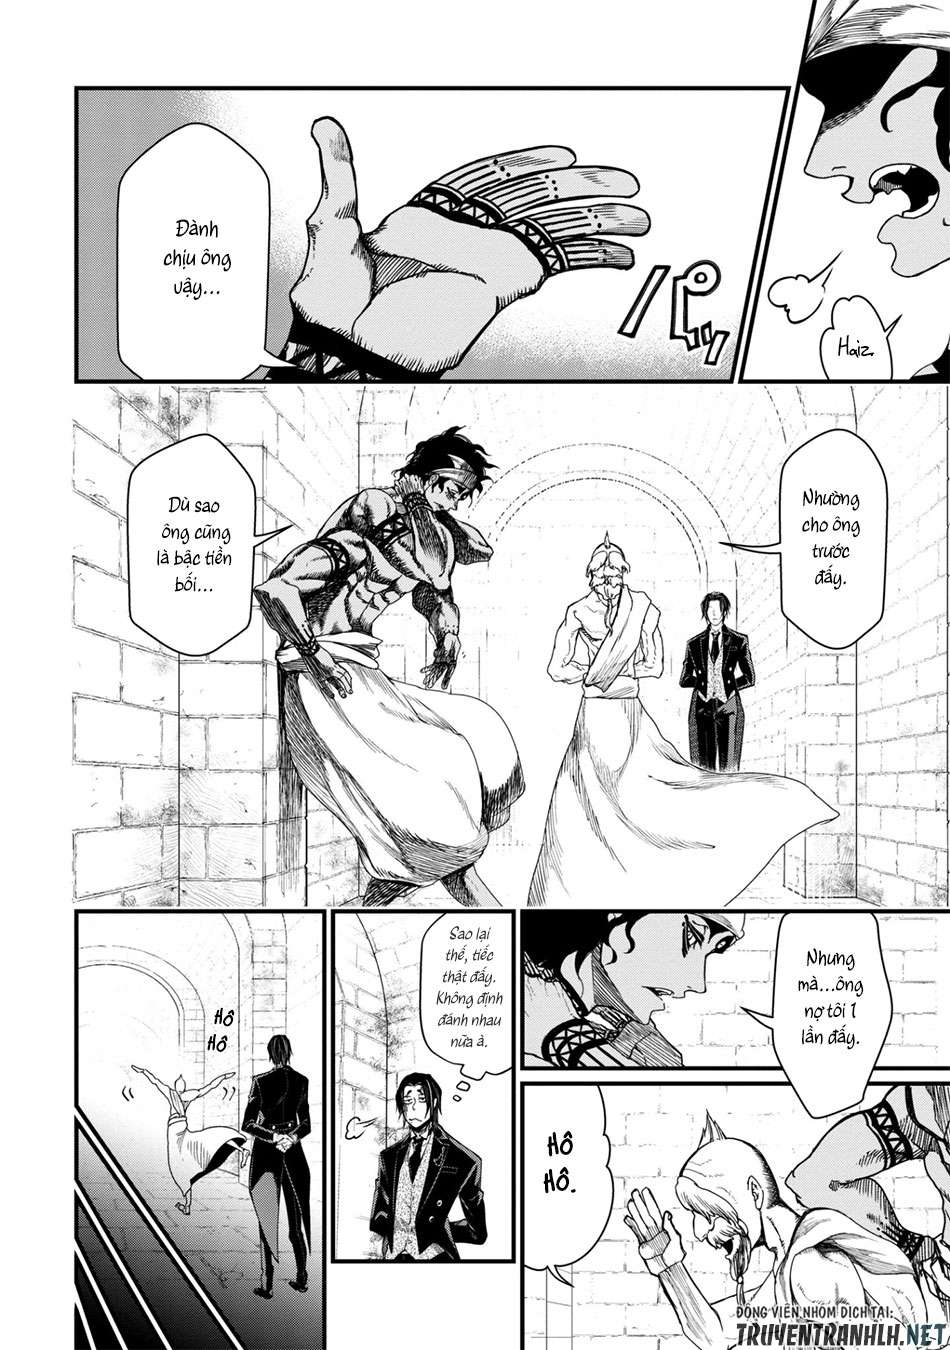 Haiz.
Đành
chịu ông
vậy...
パッ
Nhường
cho ông
trước
đấy.
Dù sao
ông cũng
là bậc tiền
bối...
Nhưng
mà...ông
nợ tôi 1
lần đấy.
Hô
Hô.
Sao lại
thế, tiếc
thật đấy.
Không định
đánh nhau
nữa à.
Hô
Hô
ĐỘNG VIÊN NHÓM DỊCH TẠI:
TRUYENTRANHLH.NET